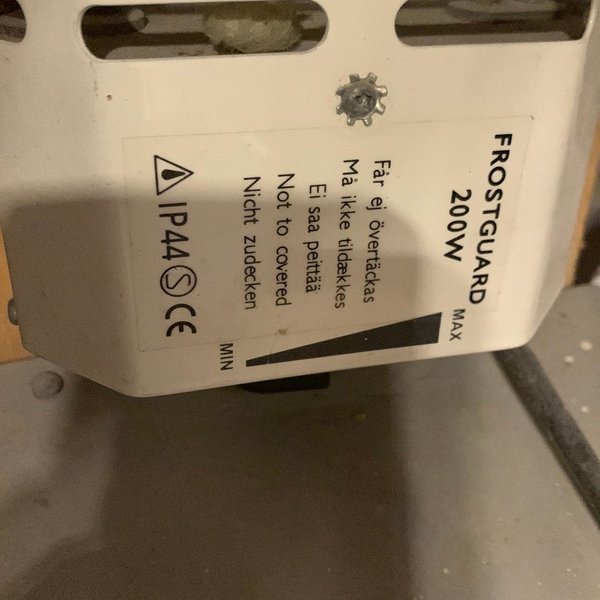 FROSTGUARD
200W
Får ej övertäckas
Må ikke tildækkes
Ei saa peittää
Not to covered
Nicht zudecken
IP44 S CE
MAX
MIN